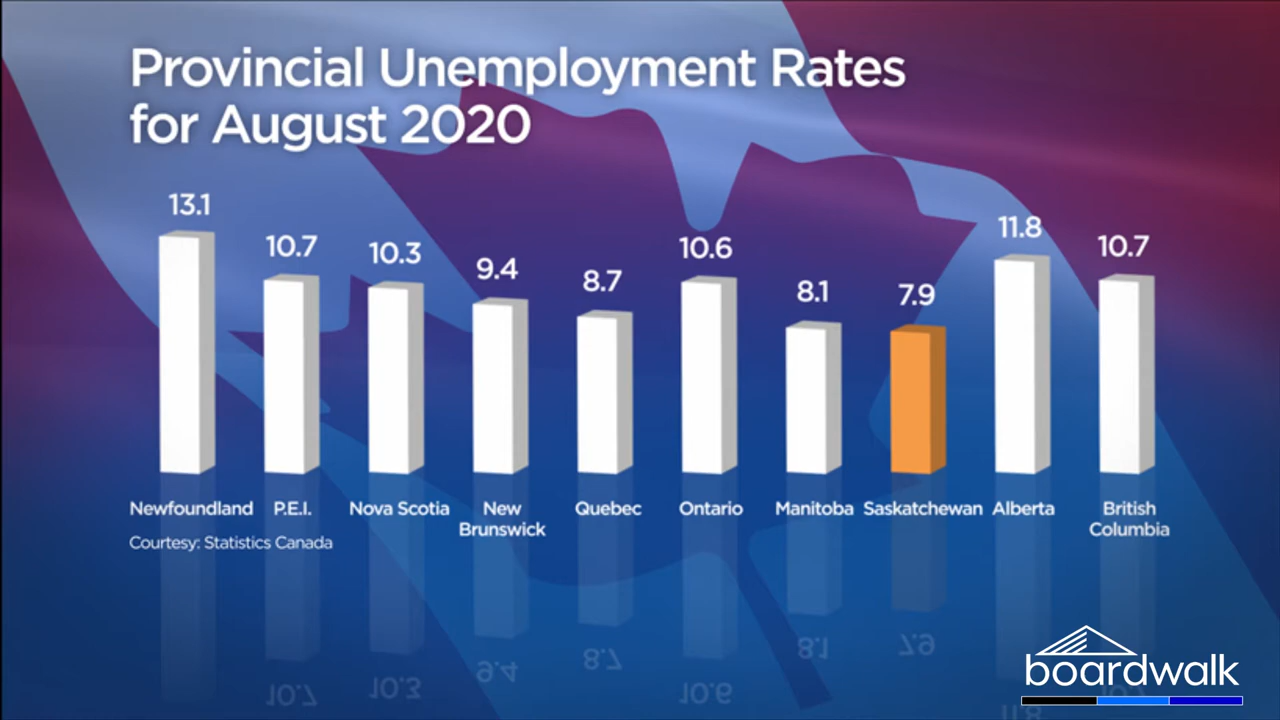 Provincial Unemployment Rates
for August 2020
13.1
10.7
10.3
9.4
8.7
10.6
8.1
7.9
11.8
10.7
Newfoundland
P.E.I.
Nova Scotia
New
Brunswick
Quebec
Ontario
Manitoba
Saskatchewan
Alberta
British
Columbia
Courtesy: Statistics Canada
boardwalk